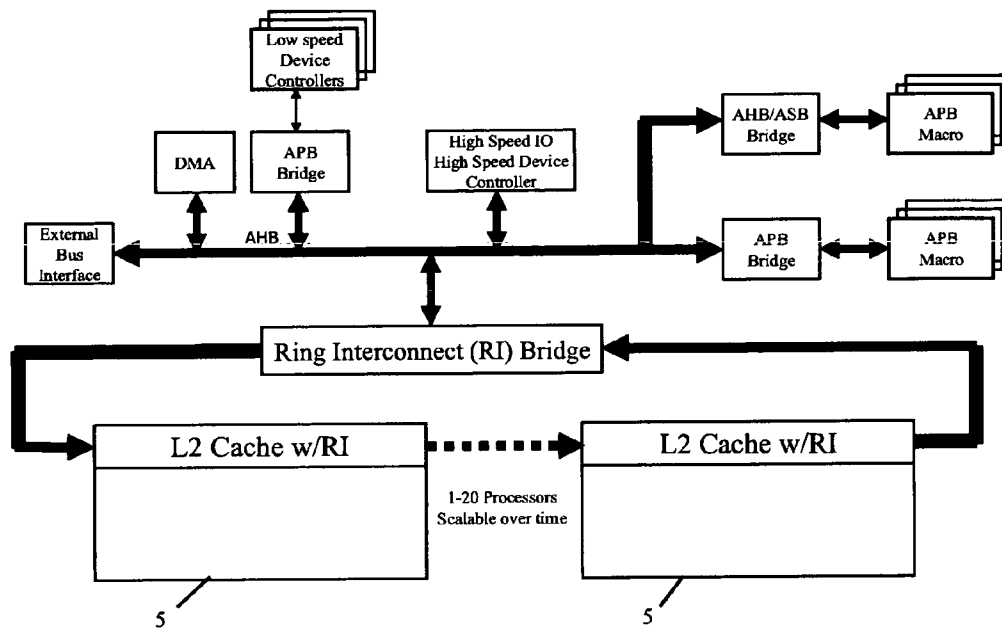 Low speed
Device
Controllers
DMA
APB
Bridge
High Speed IO
High Speed Device
Controller
AHB/ASB
Bridge
APB
Macro
External
Bus
Interface
AHB
APB
Bridge
APB
Macro
Ring Interconnect (RI) Bridge
L2 Cache w/RI
L2 Cache w/RI
1-20 Processors
Scalable over time
5
5